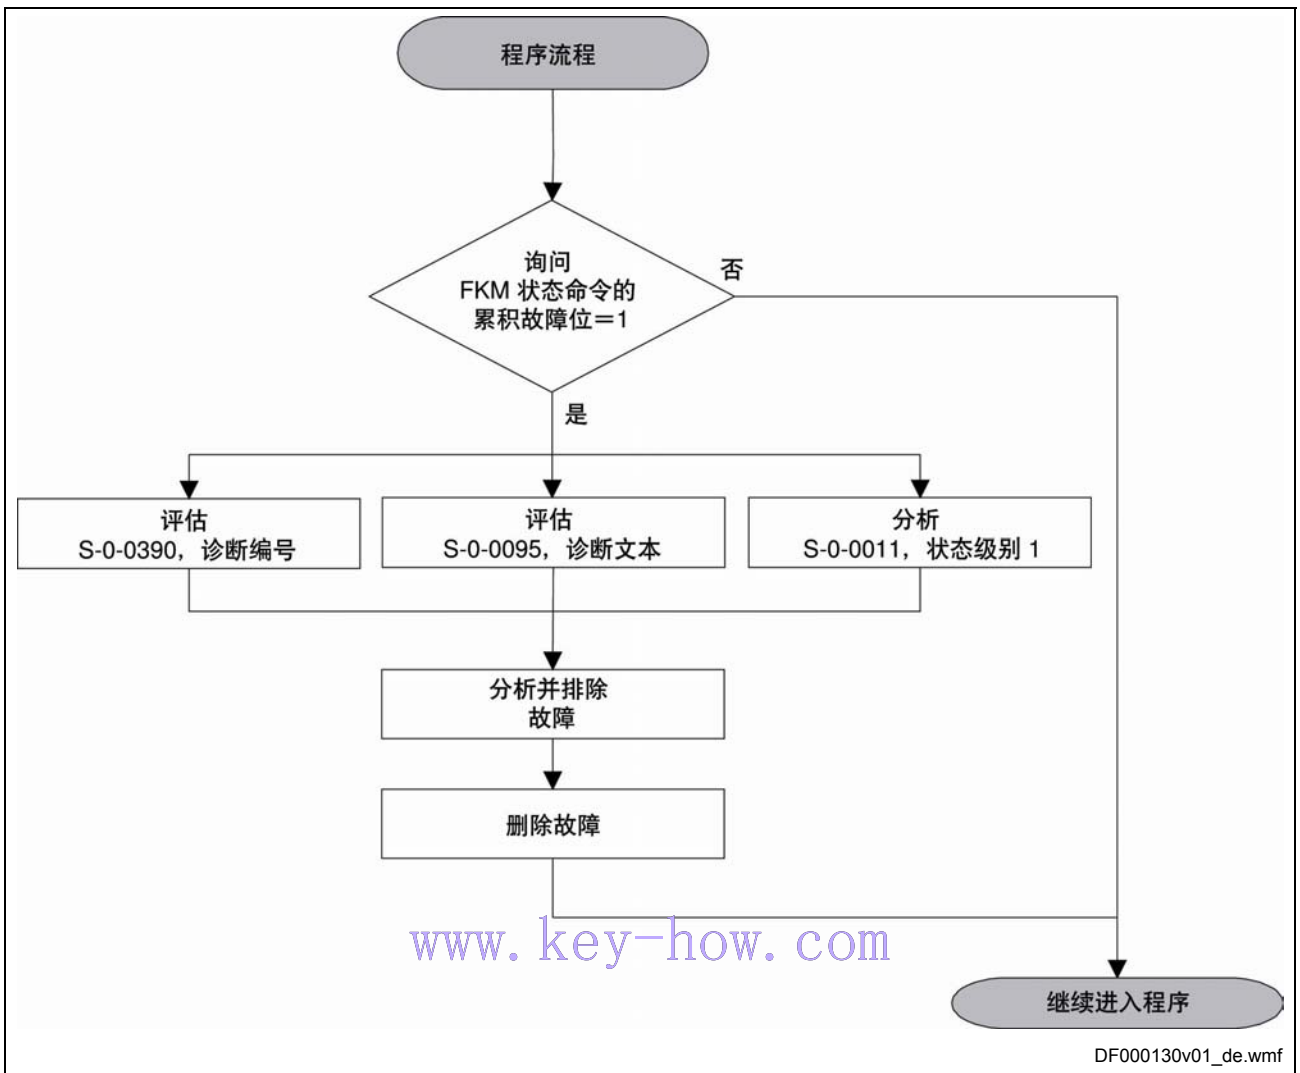 程序流程
询问
FKM 状态命令的
累积故障位＝1
否
是
评估
S-0-0390，诊断编号
评估
S-0-0095，诊断文本
分析
S-0-0011，状态级别 1
分析并排除
故障
删除故障
www.key-how.com
继续进入程序
DF000130v01_de.wmf